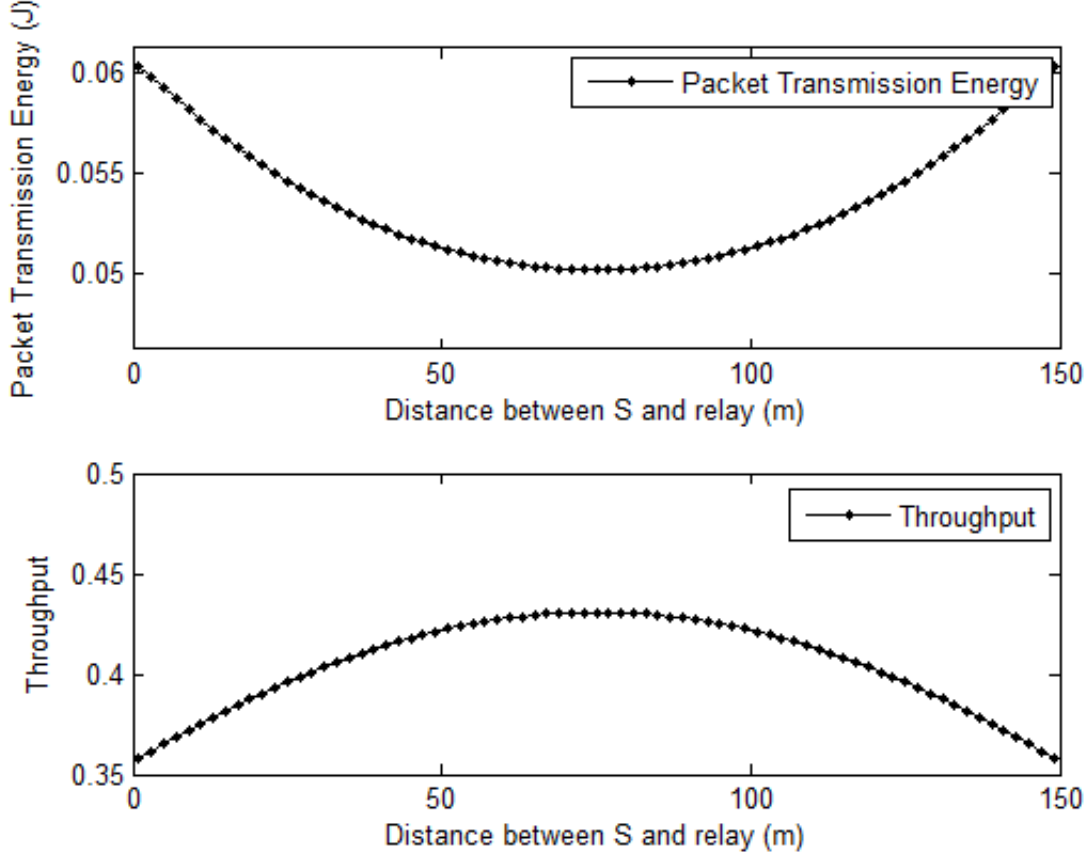 Packet Transmission Energy (J)
0.06
0.055
0.05
Packet Transmission Energy
0 50 100 150
Distance between S and relay (m)
Throughput
0.5
0.45
0.4
0.35
Throughput
0 50 100 150
Distance between S and relay (m)